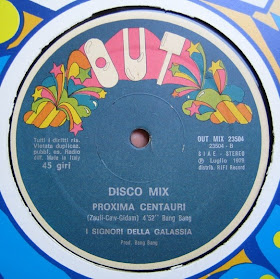 OUT
Tutti i diritti ris.
Vietata duplicaz.
pubbl. es. Radio
diff. Made in Italy
45 giri
OUT MIX 23504
23504 - B
S I A E - STEREO
℗ Luglio 1979
distrib. RIFI Record
DISCO MIX
PROXIMA CENTAURI
(Zauli-Cew-Gidam) 4'52" Bang Bang
I SIGNORI DELLA GALASSIA
Prod. Bang Bang